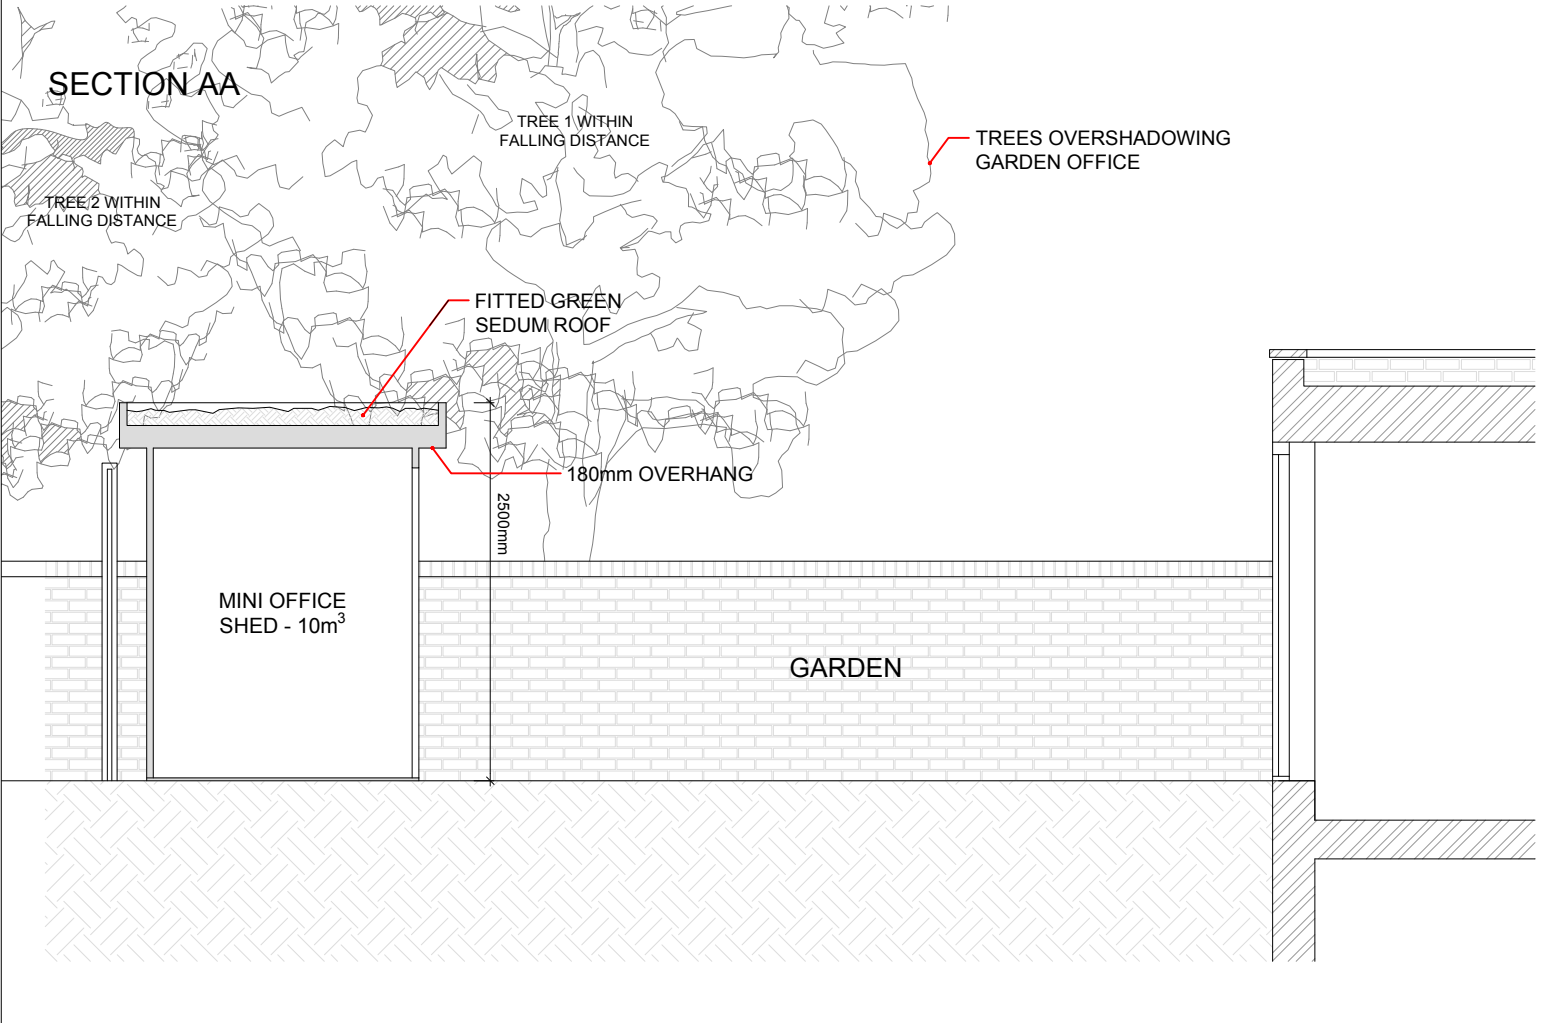 SECTION AA
TREE 1 WITHIN
FALLING DISTANCE
TREES OVERSHADOWING
GARDEN OFFICE
TREE 2 WITHIN
FALLING DISTANCE
FITTED GREEN
SEDUM ROOF
180mm OVERHANG
2500mm
MINI OFFICE
SHED - 10m³
GARDEN